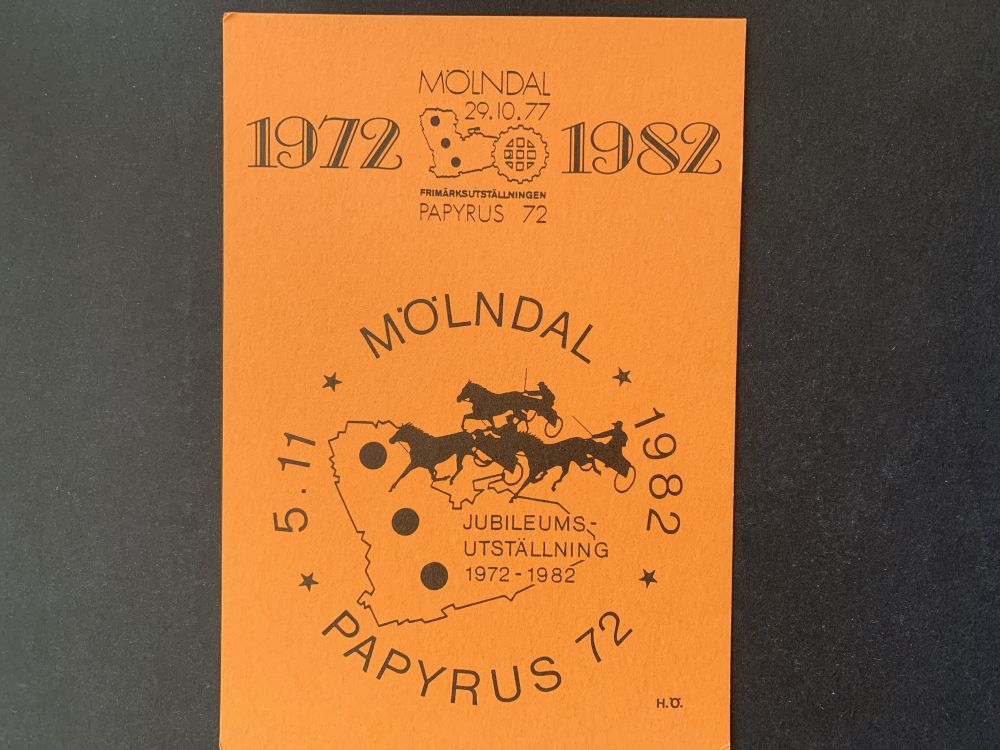 MÖLNDAL
29.10.77
1972
1982
FRIMÄRKSUTSTÄLLNINGEN
PAPYRUS 72
MÖLNDAL
5.11
1982
JUBILEUMS-
UTSTÄLLNING
1972-1982
PAPYRUS 72
H.Ö.